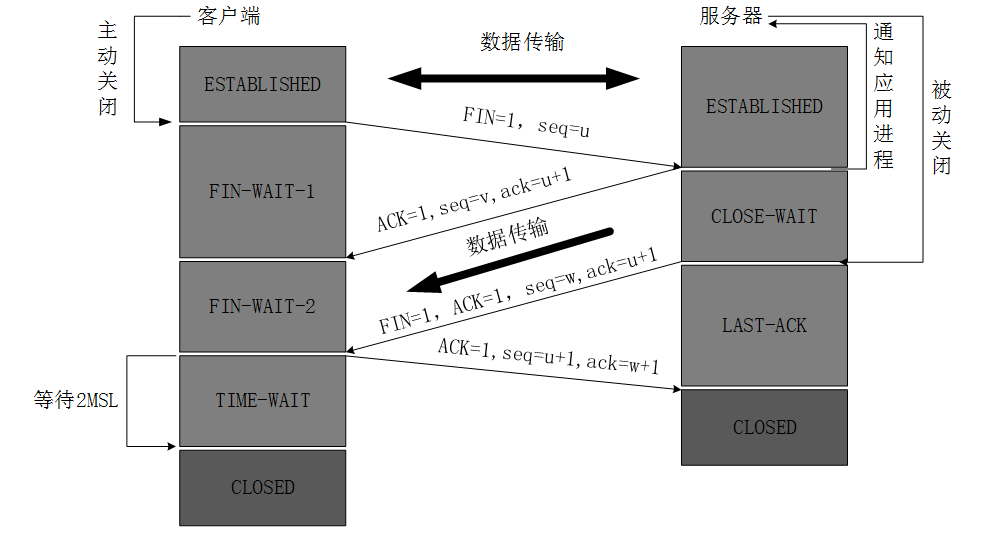 客户端
服务器
主动关闭
数据传输
通知应用进程
被动关闭
ESTABLISHED
ESTABLISHED
FIN=1, seq=u
FIN-WAIT-1
ACK=1,seq=v,ack=u+1
CLOSE-WAIT
数据传输
FIN-WAIT-2
FIN=1, ACK=1, seq=w,ack=u+1
LAST-ACK
ACK=1,seq=u+1,ack=w+1
等待2MSL
TIME-WAIT
CLOSED
CLOSED